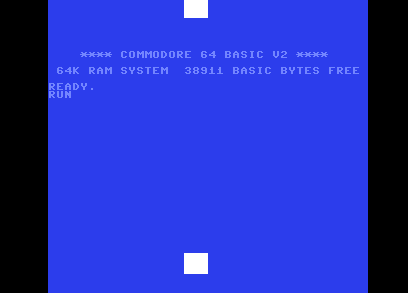 **** COMMODORE 64 BASIC V2 ****
64K RAM SYSTEM  38911 BASIC BYTES FREE
READY.
RUN